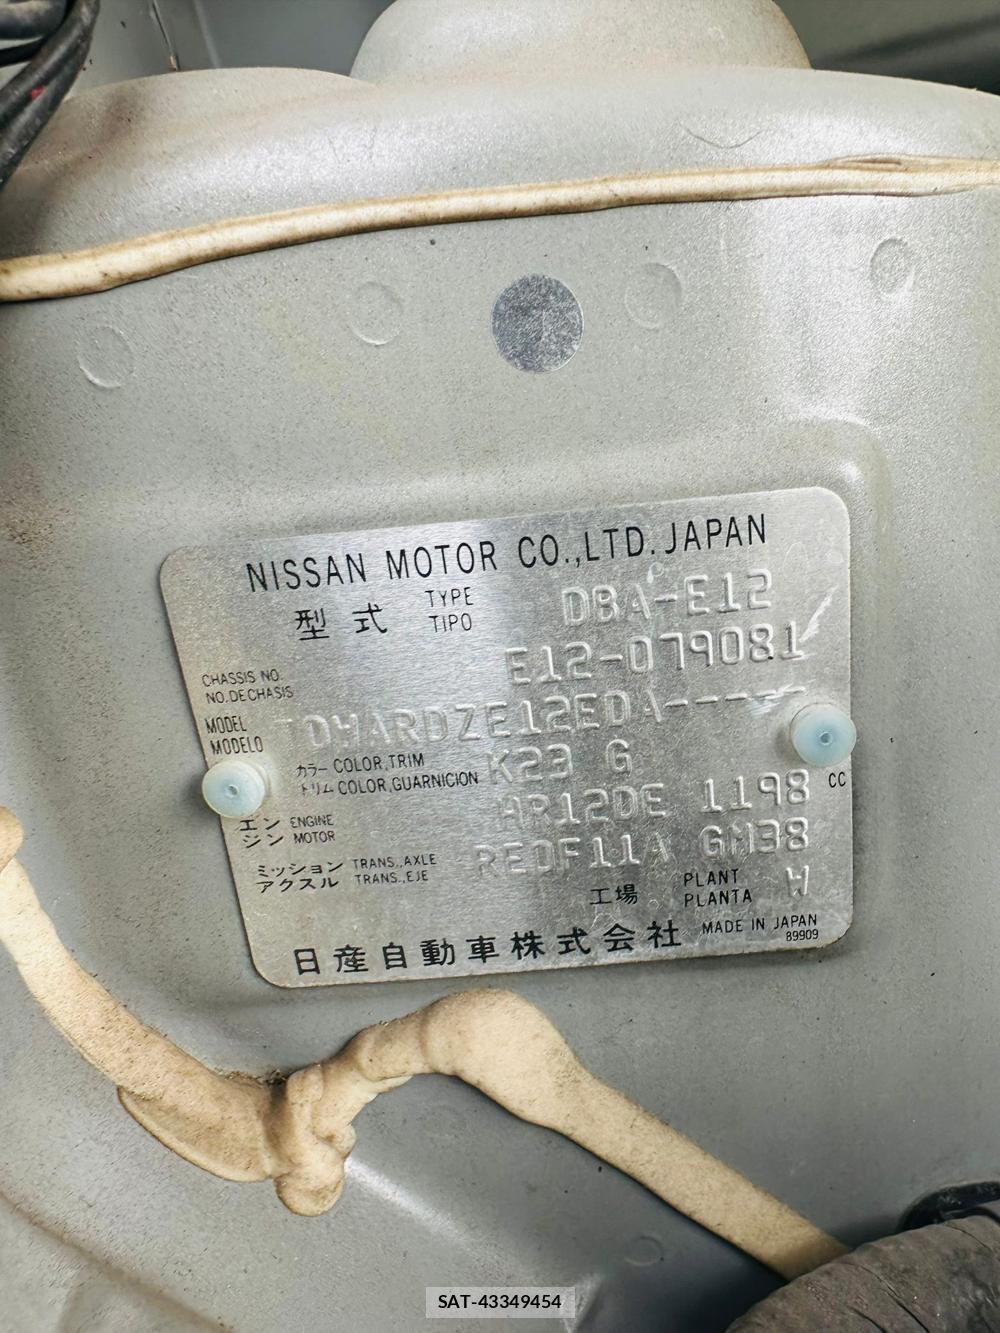 NISSAN MOTOR CO.,LTD. JAPAN
型式 TYPE TIPO DBA-E12
CHASSIS NO. NO.DECHASIS E12-079081
MODEL MODELO TDWARDZE12EDA-----
カラー COLOR,TRIM トリム COLOR,GUARNICION K23 G
エンジン ENGINE MOTOR HR12DE 1198 CC
ミッション TRANS.,AXLE アクスル TRANS.,EJE RE0F11A GM38
工場 PLANT PLANTA W
日産自動車株式会社 MADE IN JAPAN
89909
SAT-43349454